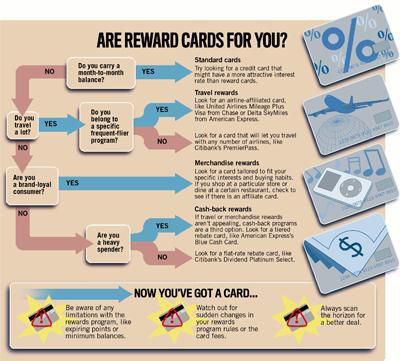 ARE REWARD CARDS FOR YOU?
Do you carry a
month-to-month
balance?
YES
NO
Standard cards
Try looking for a credit card that
might have a more attractive interest
rate than reward cards.
Do you
travel
a lot?
YES
NO
Do you
belong to
a specific
frequent-flier
program?
YES
NO
Travel rewards
Look for an airline-affiliated card,
like United Airlines Mileage Plus
Visa from Chase or Delta SkyMiles
from American Express.
Look for a card that will let you travel
with any number of airlines, like
Citibank's PremierPass.
Are you
a brand-loyal
consumer?
YES
NO
Merchandise rewards
Look for a card tailored to fit your
specific interests and buying habits.
If you shop at a particular store or
dine at a certain restaurant, check to
see if there is an affiliated card.
Are you
a heavy
spender?
YES
NO
Cash-back rewards
If travel or merchandise rewards
aren't appealing, cash-back programs
are a third option. Look for a tiered
rebate card, like American Express's
Blue Cash Card.
Look for a flat-rate rebate card, like
Citibank's Dividend Platinum Select.
%
$
NOW YOU'VE GOT A CARD...
Be aware of any
limitations with the
rewards program, like
expiring points or
minimum balances.
Watch out for
sudden changes in
your rewards
program rules or the
card fees.
Always scan
the horizon for
a better deal.